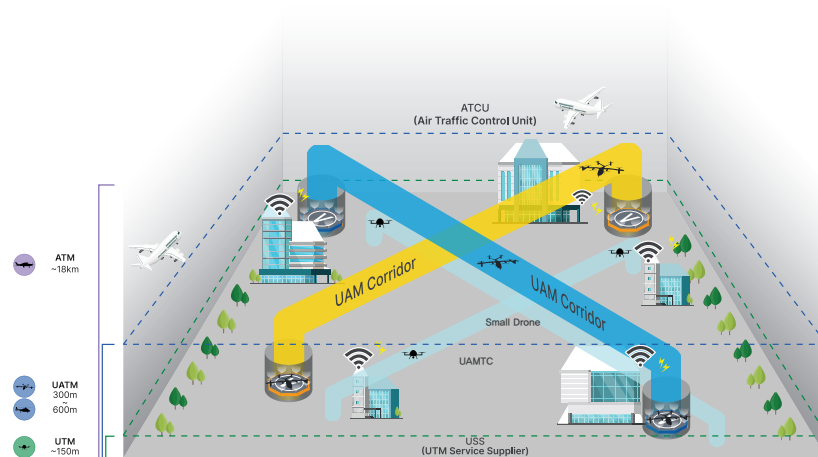 ATCU
(Air Traffic Control Unit)
ATM
~18km
UAM Corridor
UAM Corridor
Small Drone
UAMTC
UATM
300m
~
600m
UTM
~150m
USS
(UTM Service Supplier)